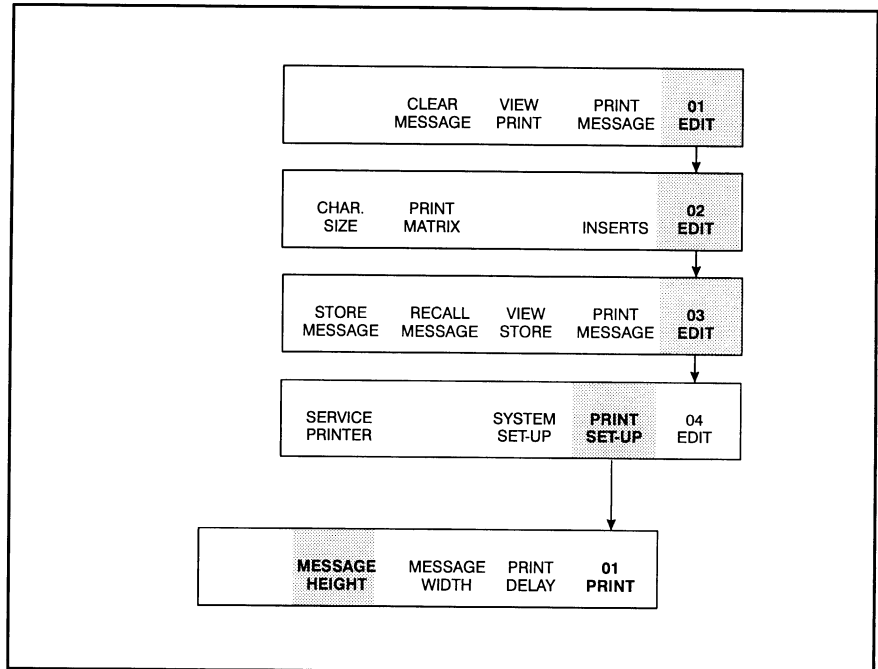 CLEAR VIEW PRINT 01
MESSAGE PRINT MESSAGE EDIT
CHAR. PRINT 02
SIZE MATRIX INSERTS EDIT
STORE RECALL VIEW PRINT 03
MESSAGE MESSAGE STORE MESSAGE EDIT
SERVICE SYSTEM PRINT 04
PRINTER SET-UP SET-UP EDIT
MESSAGE MESSAGE PRINT 01
HEIGHT WIDTH DELAY PRINT